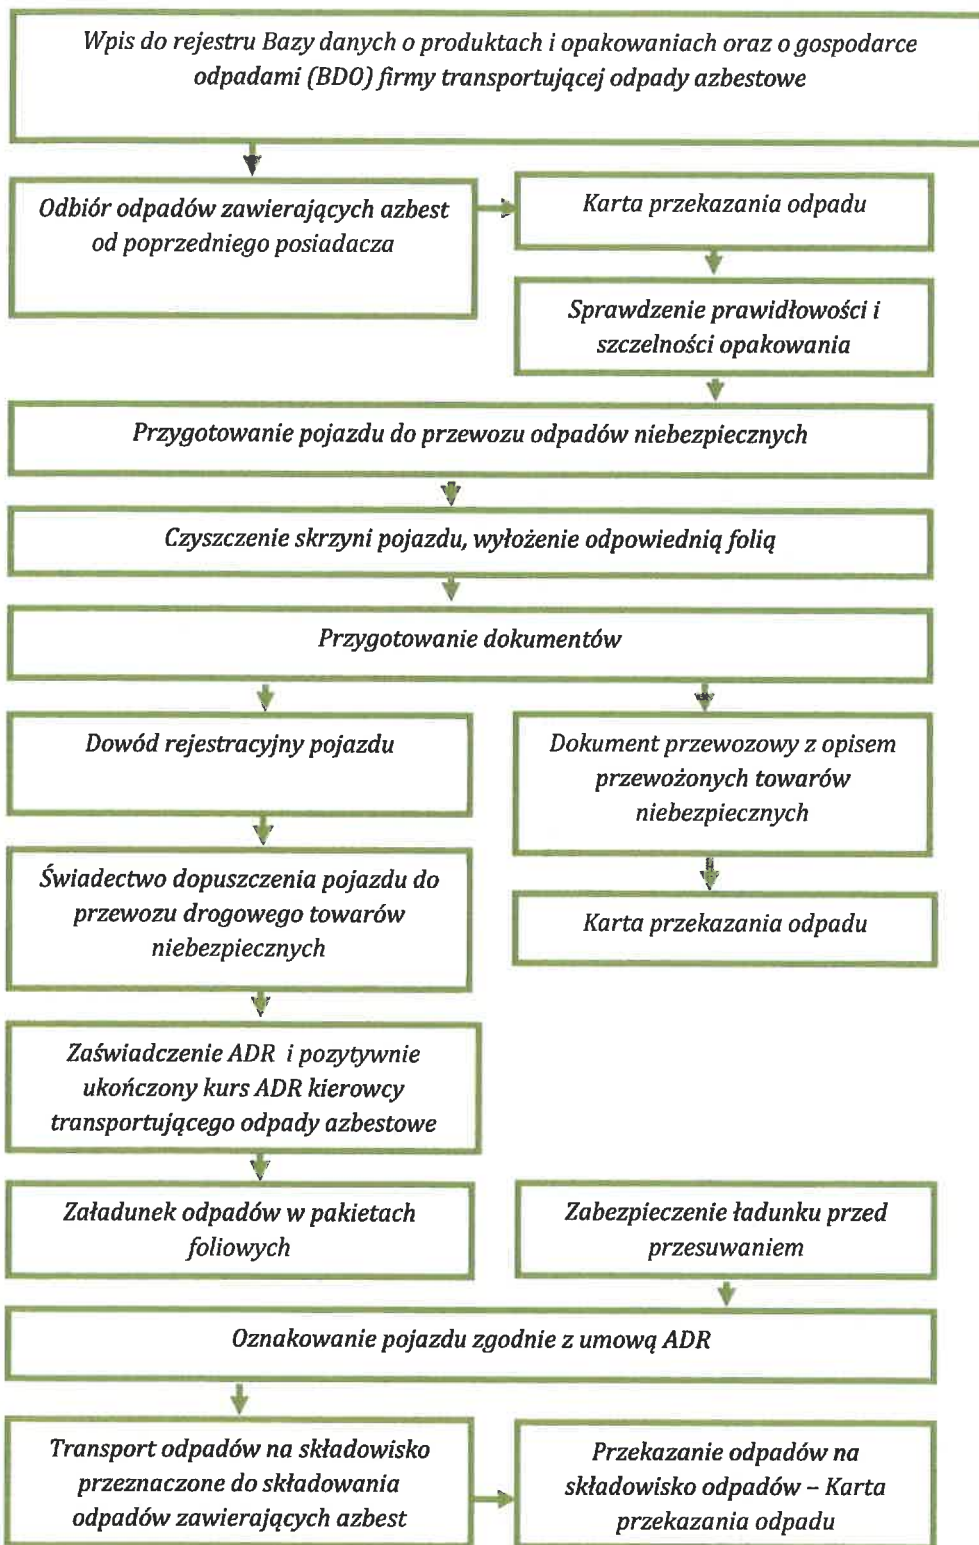 Wpis do rejestru Bazy danych o produktach i opakowaniach oraz o gospodarce
odpadami (BDO) firmy transportującej odpady azbestowe
Odbiór odpadów zawierających azbest
od poprzedniego posiadacza
Karta przekazania odpadu
Sprawdzenie prawidłowości i
szczelności opakowania
Przygotowanie pojazdu do przewozu odpadów niebezpiecznych
Czyszczenie skrzyni pojazdu, wyłożenie odpowiednią folią
Przygotowanie dokumentów
Dowód rejestracyjny pojazdu
Dokument przewozowy z opisem
przewożonych towarów
niebezpiecznych
Świadectwo dopuszczenia pojazdu do
przewozu drogowego towarów
niebezpiecznych
Karta przekazania odpadu
Zaświadczenie ADR i pozytywnie
ukończony kurs ADR kierowcy
transportującego odpady azbestowe
Załadunek odpadów w pakietach
foliowych
Zabezpieczenie ładunku przed
przesuwaniem
Oznakowanie pojazdu zgodnie z umową ADR
Transport odpadów na składowisko
przeznaczone do składowania
odpadów zawierających azbest
Przekazanie odpadów na
składowisko odpadów – Karta
przekazania odpadu